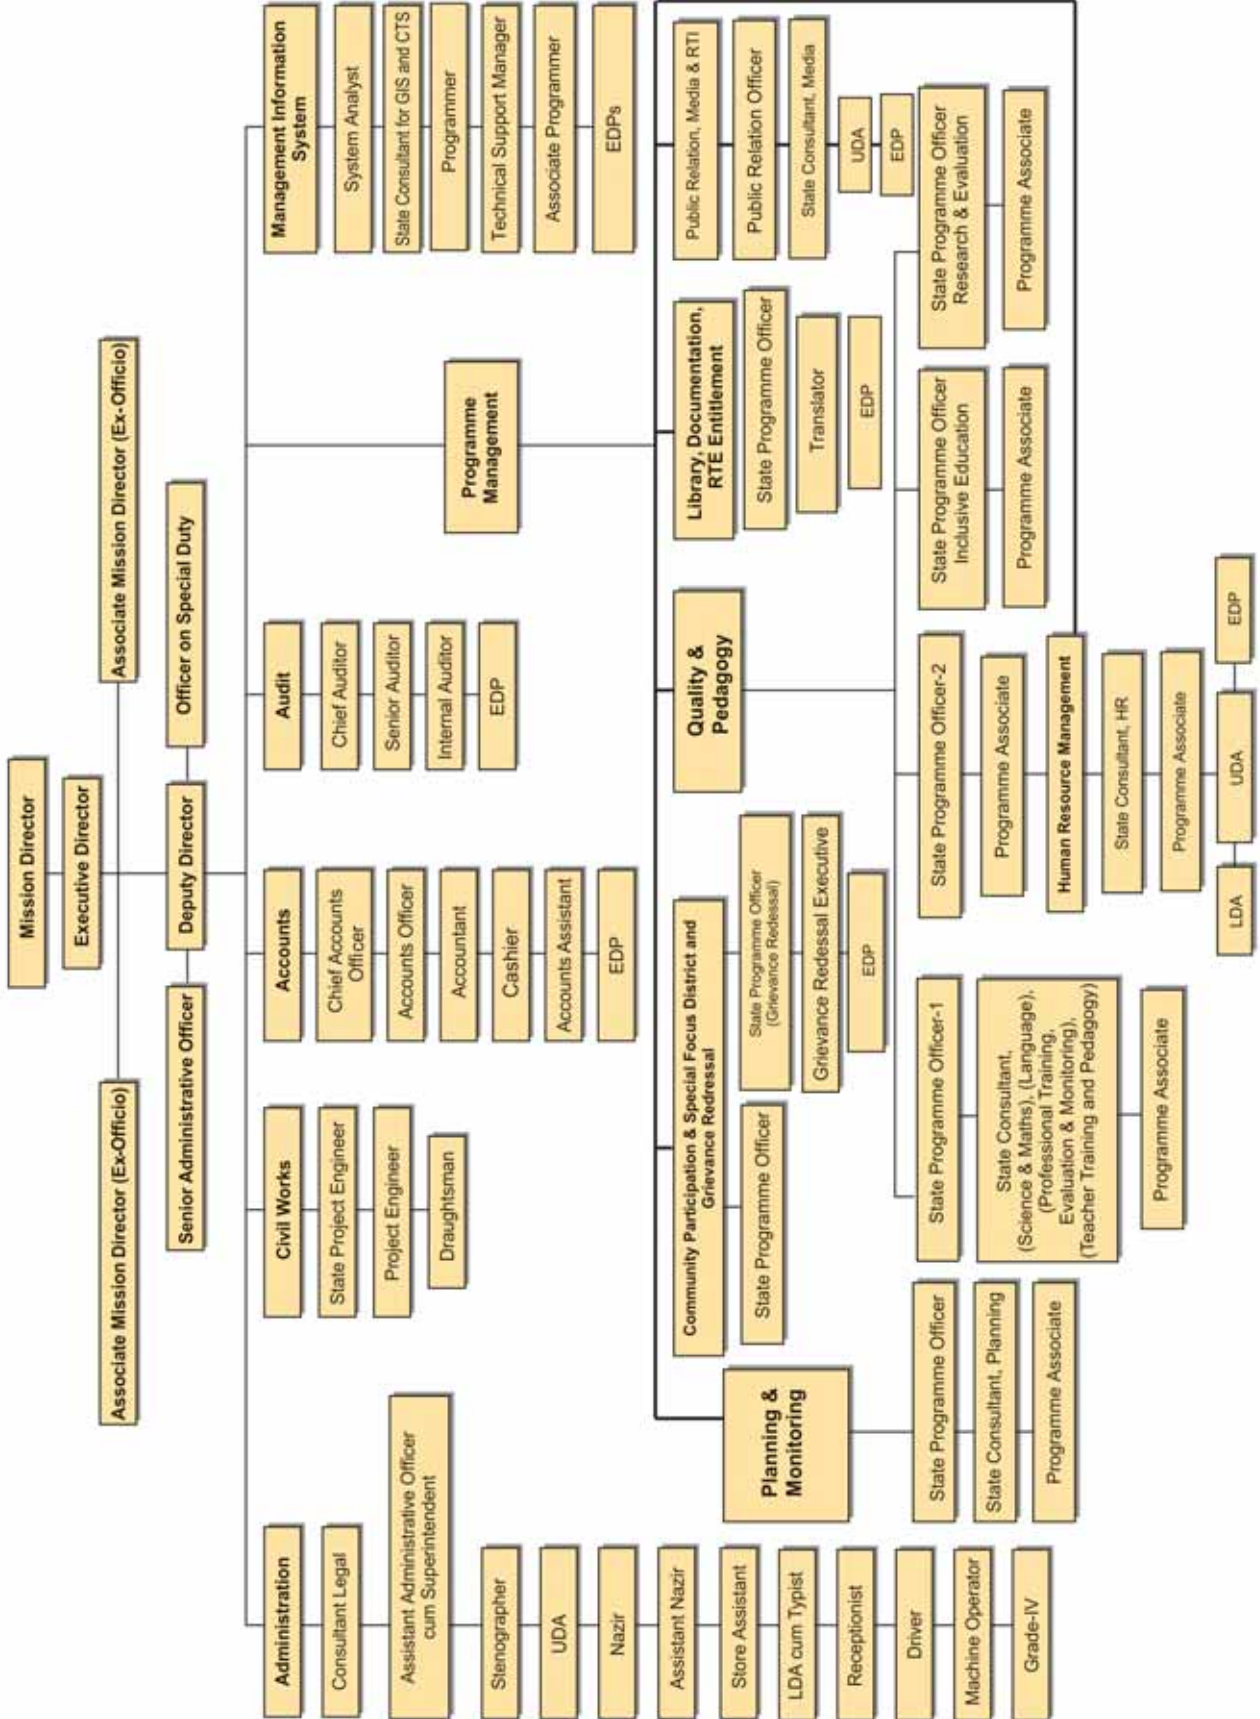 Mission Director
Executive Director
Associate Mission Director (Ex-Officio)
Associate Mission Director (Ex-Officio)
Senior Administrative Officer
Deputy Director
Officer on Special Duty
Administration
Consultant Legal
Assistant Administrative Officer
cum Superintendent
Stenographer
UDA
Nazir
Assistant Nazir
Store Assistant
LDA cum Typist
Receptionist
Driver
Machine Operator
Grade-IV
Civil Works
State Project Engineer
Project Engineer
Draughtsman
Accounts
Chief Accounts
Officer
Accounts Officer
Accountant
Cashier
Accounts Assistant
EDP
Audit
Chief Auditor
Senior Auditor
Internal Auditor
EDP
Programme
Management
Management Information
System
System Analyst
State Consultant for GIS and CTS
Programmer
Technical Support Manager
Associate Programmer
EDPs
Planning &
Monitoring
State Programme Officer
State Consultant, Planning
Programme Associate
Community Participation & Special Focus District and
Grievance Redressal
State Programme Officer
State Programme Officer
(Grievance Redessal)
Grievance Redessal Executive
EDP
Quality &
Pedagogy
State Programme Officer-1
State Consultant,
(Science & Maths), (Language),
(Professional Training,
Evaluation & Monitoring),
(Teacher Training and Pedagogy)
Programme Associate
State Programme Officer-2
Programme Associate
Human Resource Management
State Consultant, HR
Programme Associate
LDA
UDA
EDP
State Programme Officer
Inclusive Education
Programme Associate
State Programme Officer
Research & Evaluation
Programme Associate
Library, Documentation,
RTE Entitlement
State Programme Officer
Translator
EDP
Public Relation, Media & RTI
Public Relation Officer
State Consultant, Media
UDA
EDP